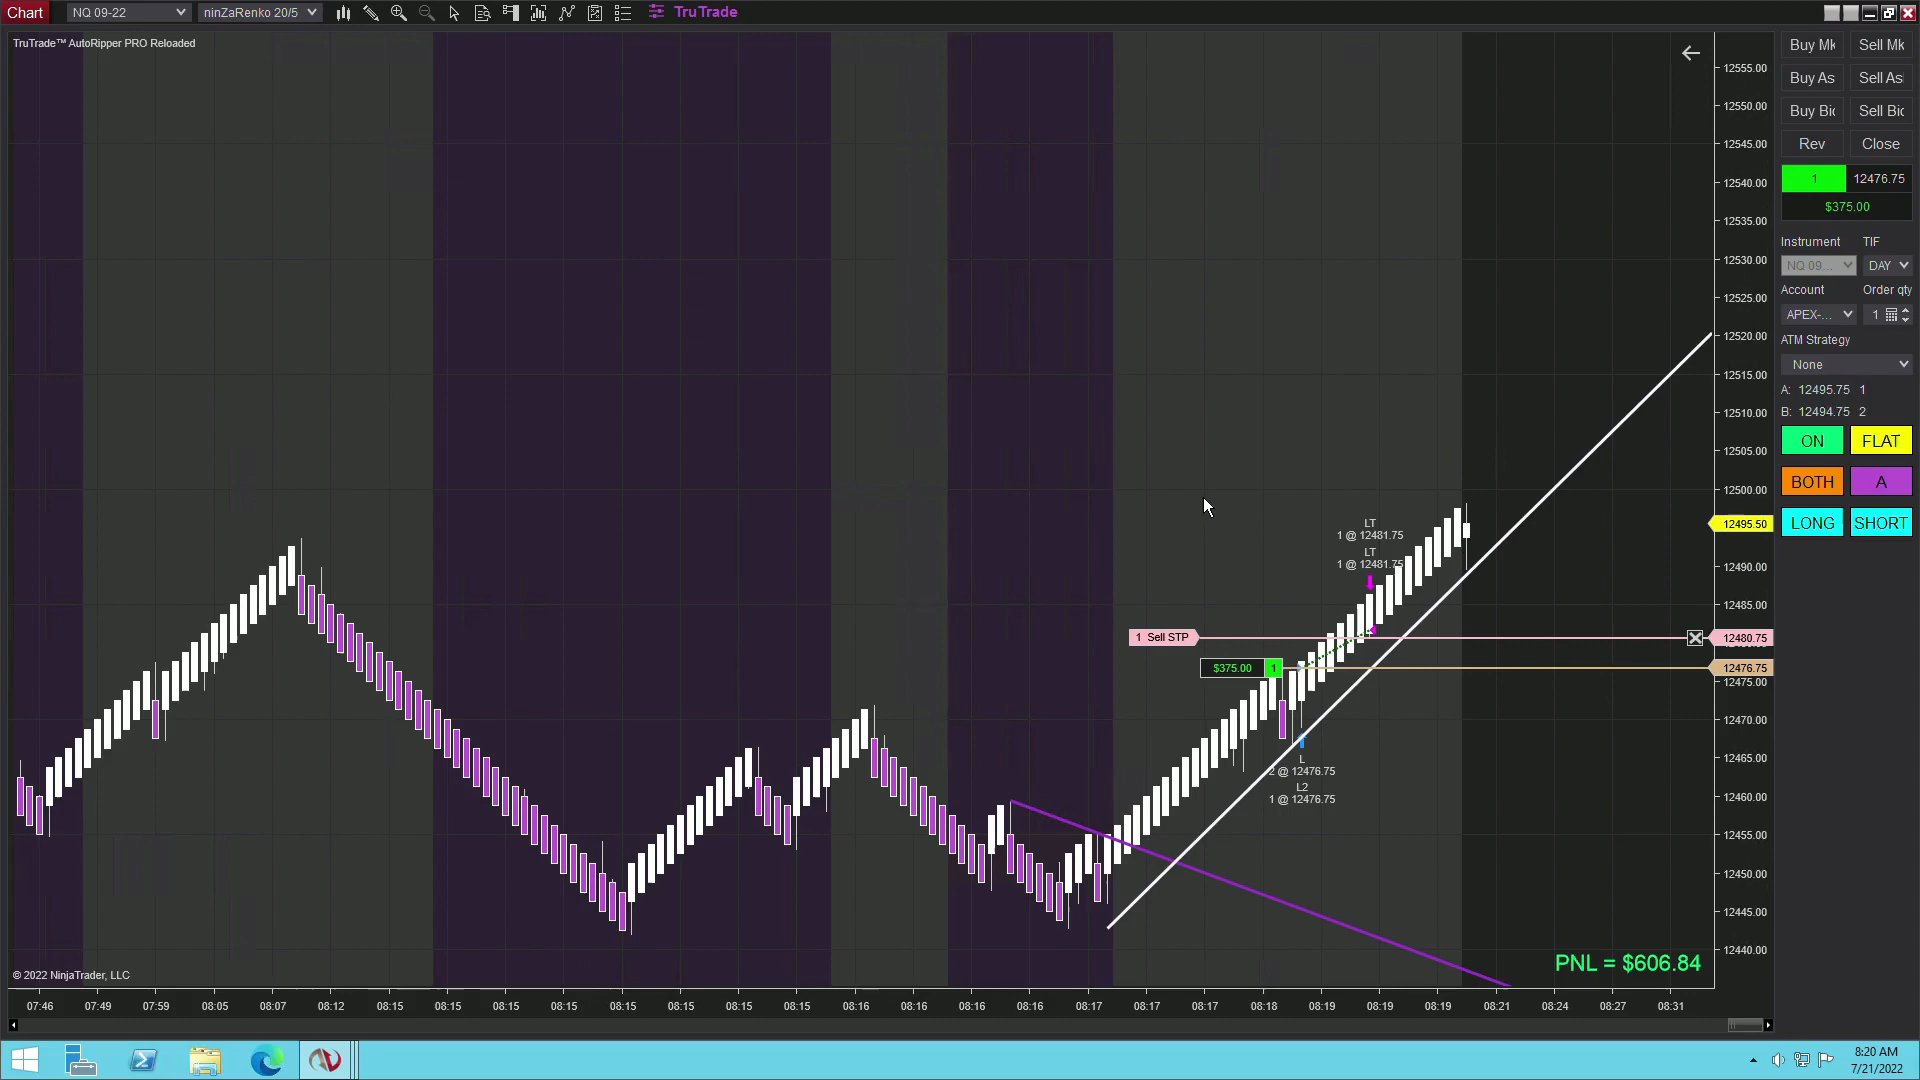 Chart NQ 09-22 ninZaRenko 20/5 TruTrade
TruTrade™ AutoRipper PRO Reloaded
12555.00
12550.00
12545.00
12540.00
12535.00
12530.00
12525.00
12520.00
12515.00
12510.00
12505.00
12500.00
12495.50
12490.00
12485.00
12480.75
12476.75
12475.00
12470.00
12465.00
12460.00
12455.00
12450.00
12445.00
12440.00
LT
1 @ 12481.75
LT
1 @ 12481.75
1 Sell STP
$375.00 1
L
2 @ 12476.75
L2
1 @ 12476.75
PNL = $606.84
© 2022 NinjaTrader, LLC
07:46 07:49 07:59 08:05 08:07 08:12 08:15 08:15 08:15 08:15 08:15 08:15 08:15 08:15 08:16 08:16 08:16 08:16 08:17 08:17 08:17 08:18 08:19 08:19 08:19 08:21 08:24 08:27 08:31
Buy Mk Sell Mk
Buy As Sell As
Buy Bid Sell Bid
Rev Close
1 12476.75
$375.00
Instrument TIF
NQ 09... DAY
Account Order qty
APEX-... 1
ATM Strategy
None
A: 12495.75 1
B: 12494.75 2
ON FLAT
BOTH A
LONG SHORT
8:20 AM
7/21/2022